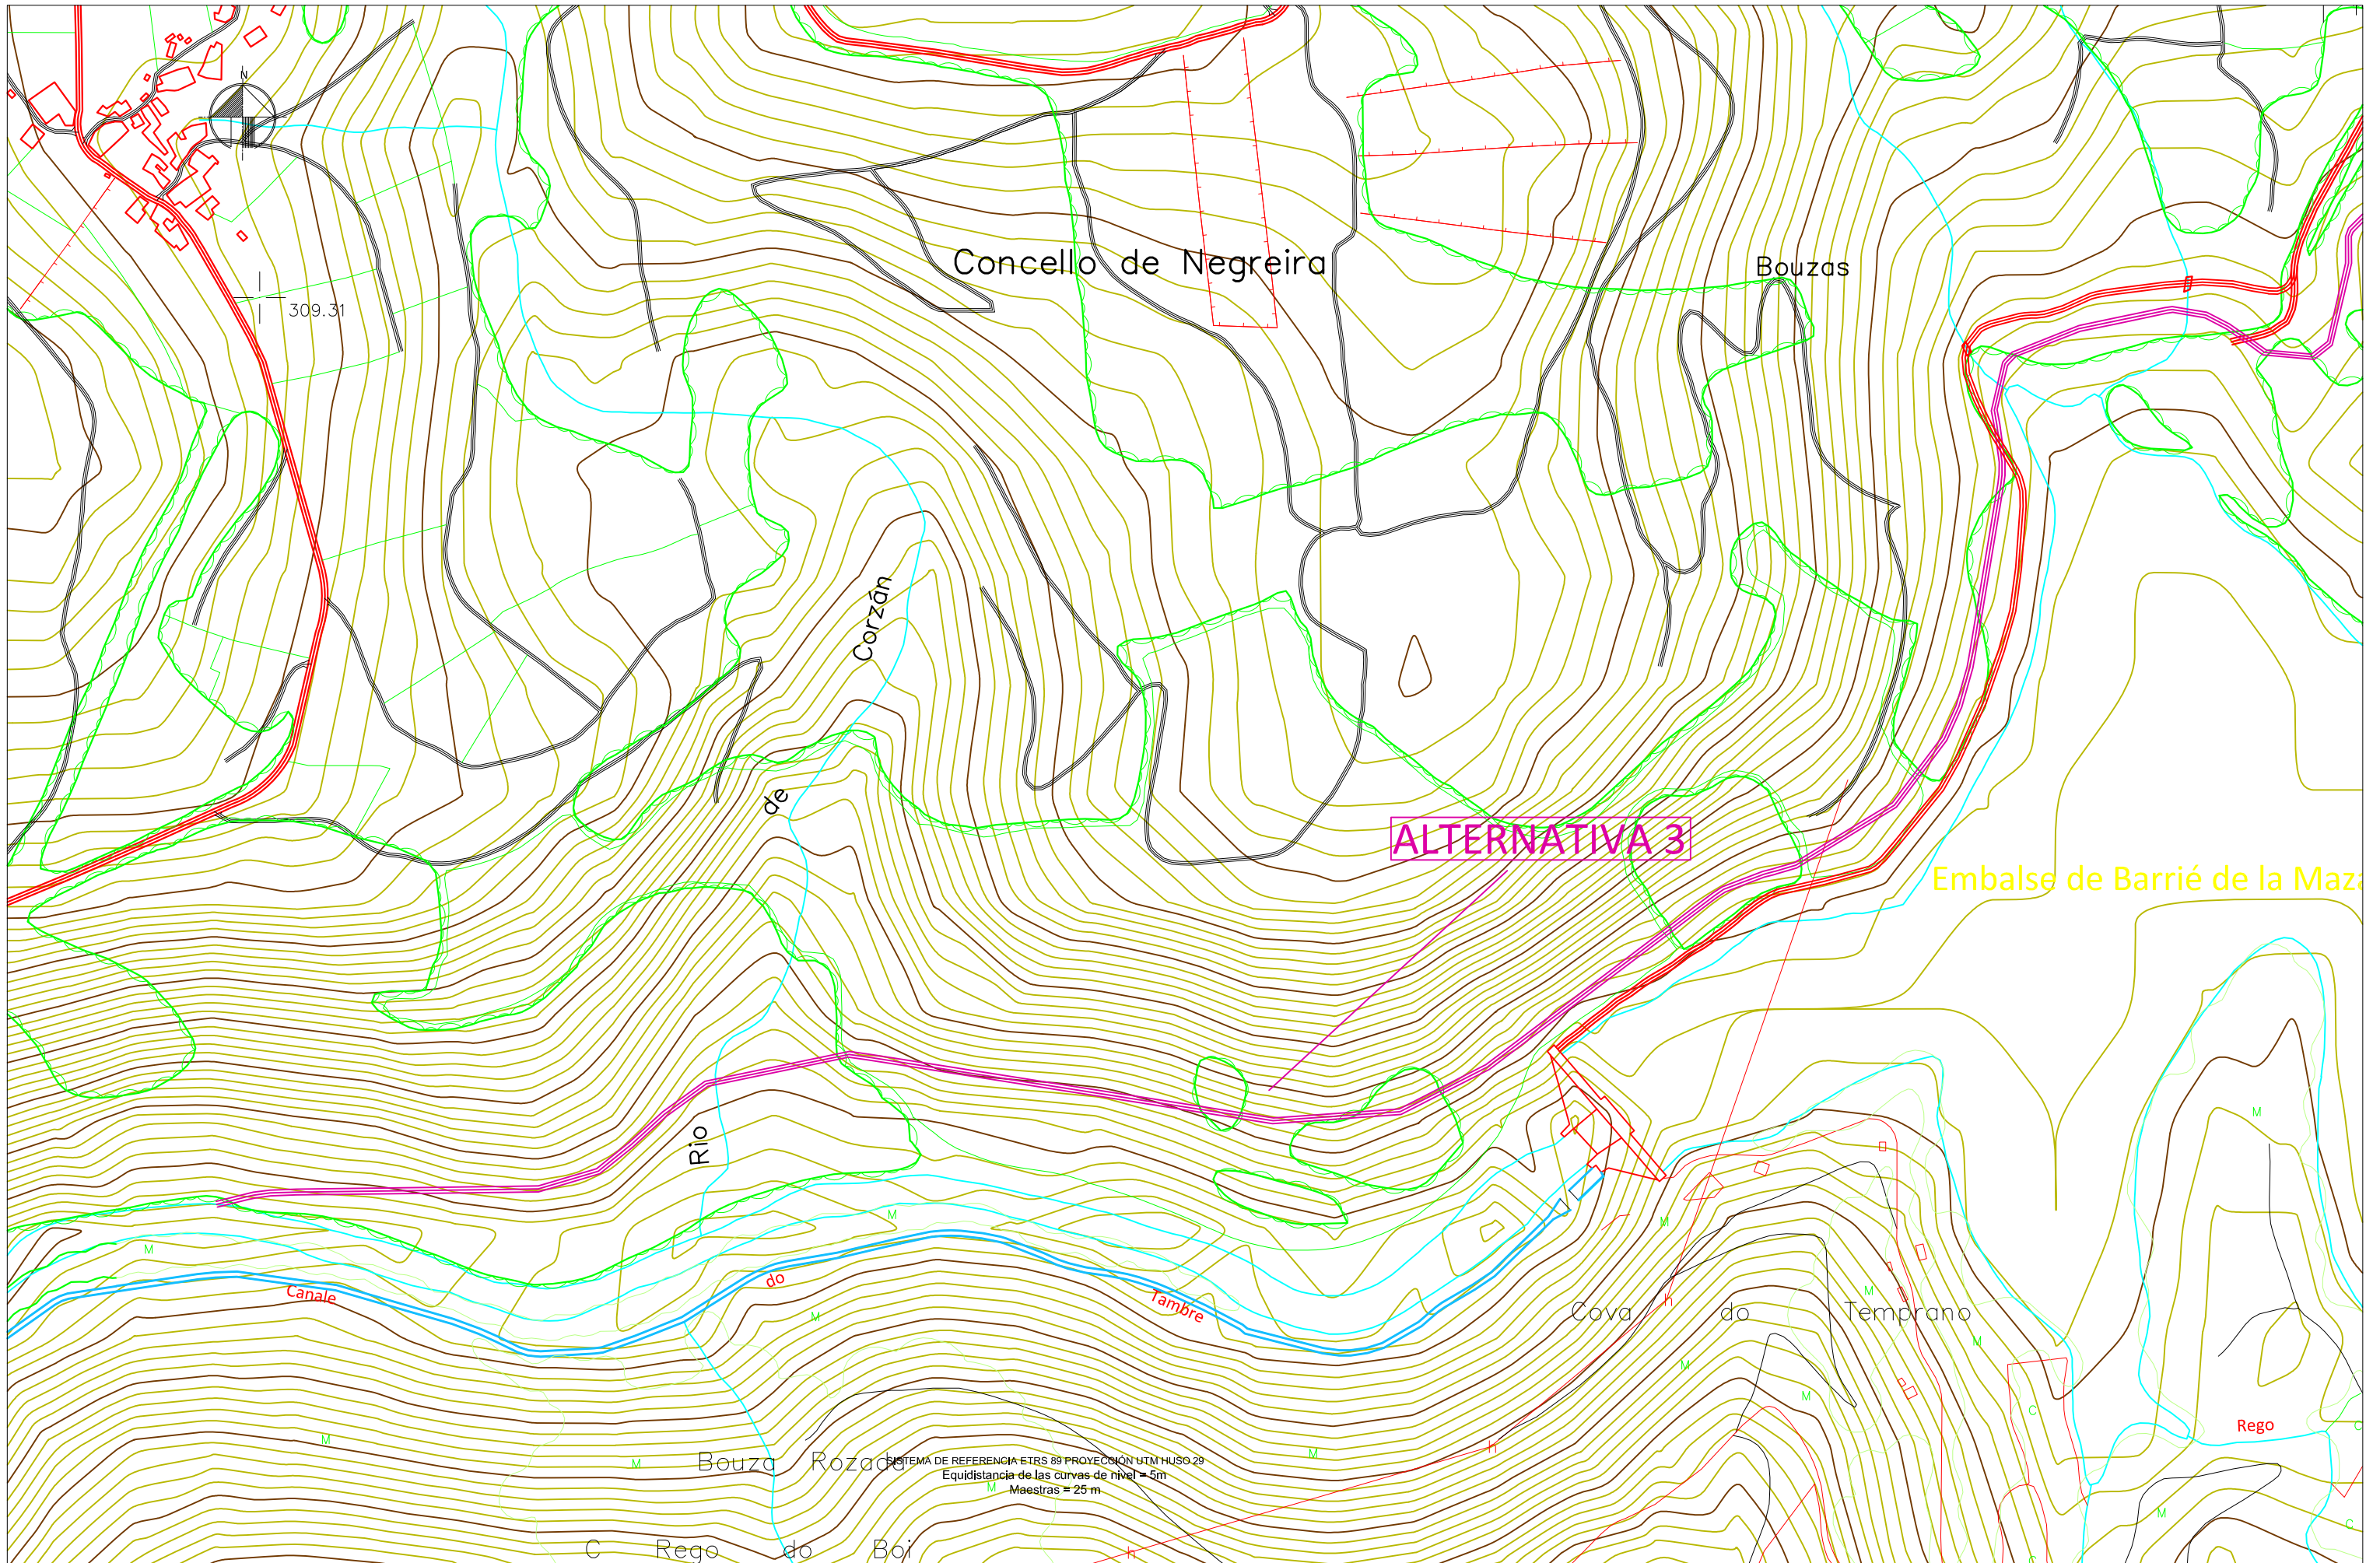 N
Concello de Negreira
Bouzas
309.31
Corzán
de
ALTERNATIVA 3
Embalse de Barrié de la Maza
M
Rio
M
M
M
Canale
do
Tambre
Cova do Temprano
h
M
M
M
M
M
C
Rego
C
M
M
M
h
Bouza Rozada
SISTEMA DE REFERENCIA ETRS 89 PROYECCIÓN UTM HUSO 29
Equidistancia de las curvas de nivel = 5m
Maestras = 25 m
M
M
C
C Rego do Boi
h
C